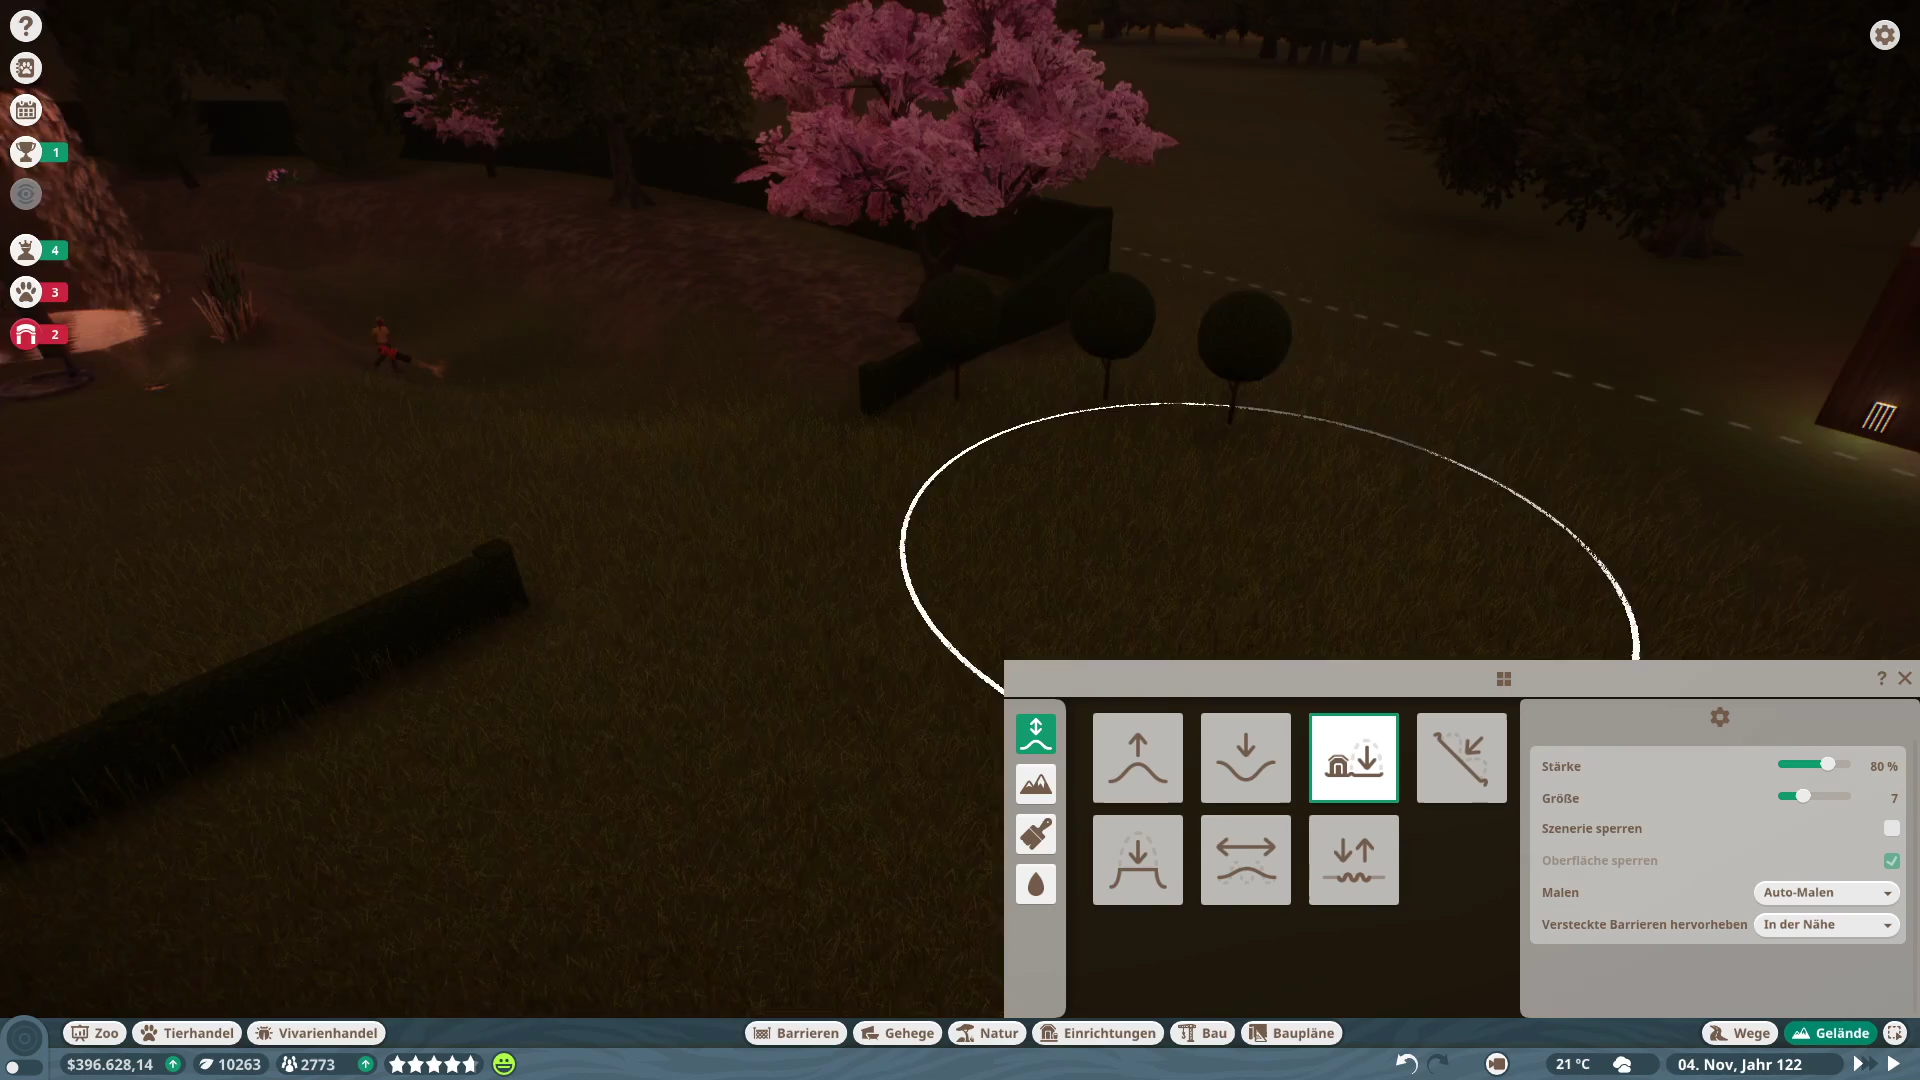 ?
1
4
3
2
?
Stärke
80 %
Größe
7
Szenerie sperren
Oberfläche sperren
Malen
Auto-Malen
Versteckte Barrieren hervorheben
In der Nähe
Zoo
Tierhandel
Vivarienhandel
Barrieren
Gehege
Natur
Einrichtungen
Bau
Baupläne
Wege
Gelände
$396.628,14
10263
2773
21 °C
04. Nov, Jahr 122